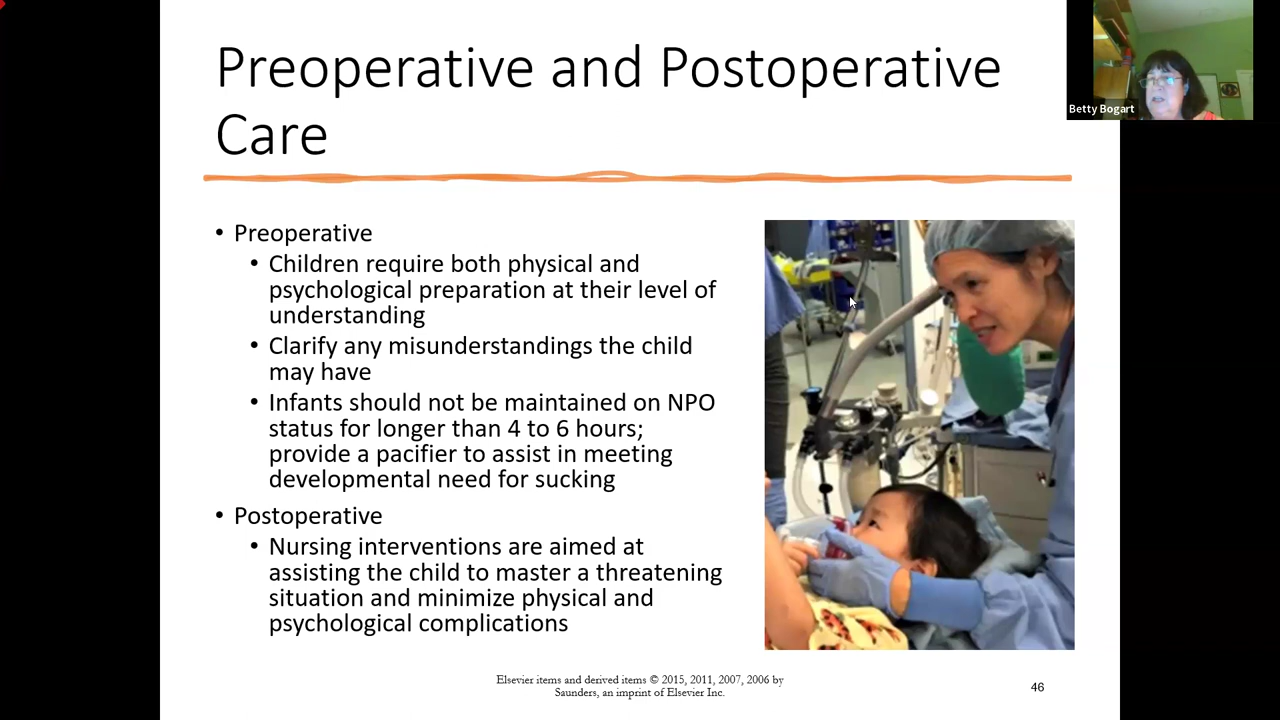 Preoperative and Postoperative
Care
Betty Bogart
• Preoperative
• Children require both physical and
psychological preparation at their level of
understanding
• Clarify any misunderstandings the child
may have
• Infants should not be maintained on NPO
status for longer than 4 to 6 hours;
provide a pacifier to assist in meeting
developmental need for sucking
• Postoperative
• Nursing interventions are aimed at
assisting the child to master a threatening
situation and minimize physical and
psychological complications
Elsevier items and derived items © 2015, 2011, 2007, 2006 by
Saunders, an imprint of Elsevier Inc.
46